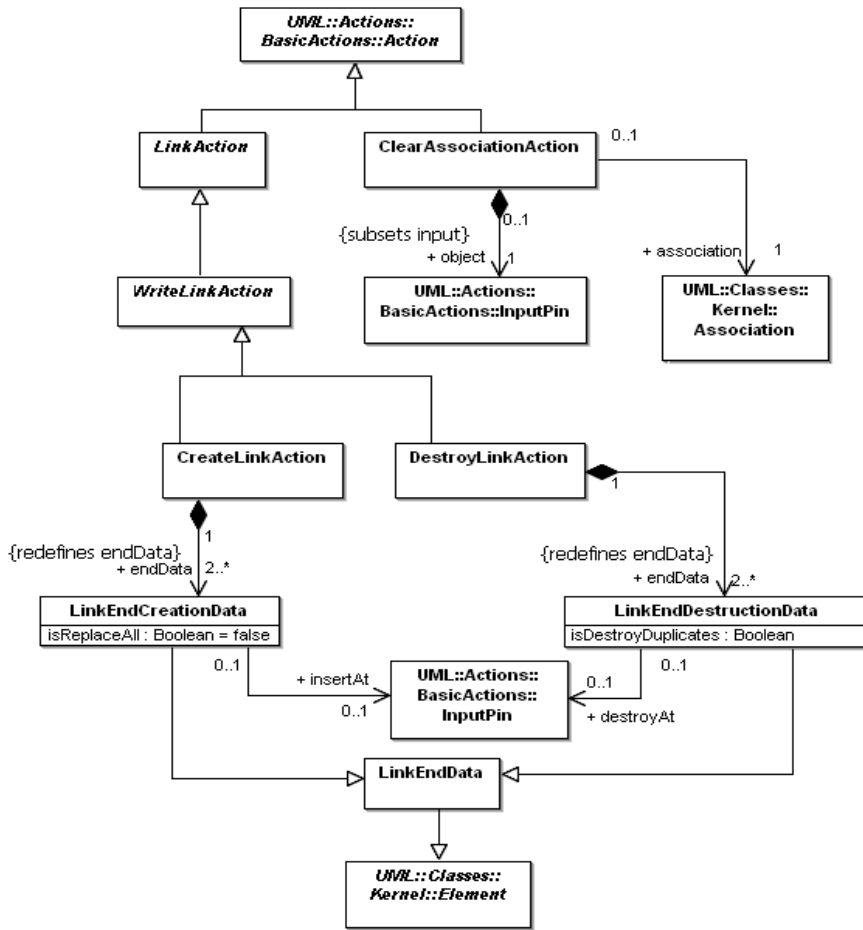 UML::Actions::
BasicActions::Action
LinkAction
ClearAssociationAction
0..1
0..1
{subsets input}
+ object
1
+ association
1
WriteLinkAction
UML::Actions::
BasicActions::InputPin
UML::Classes::
Kernel::
Association
CreateLinkAction
DestroyLinkAction
1
1
{redefines endData}
+ endData
2..*
{redefines endData}
+ endData
2..*
LinkEndCreationData
isReplaceAll : Boolean = false
LinkEndDestructionData
isDestroyDuplicates : Boolean
0..1
+ insertAt
0..1
UML::Actions::
BasicActions::
InputPin
0..1
0..1
+ destroyAt
LinkEndData
UML::Classes::
Kernel::Element